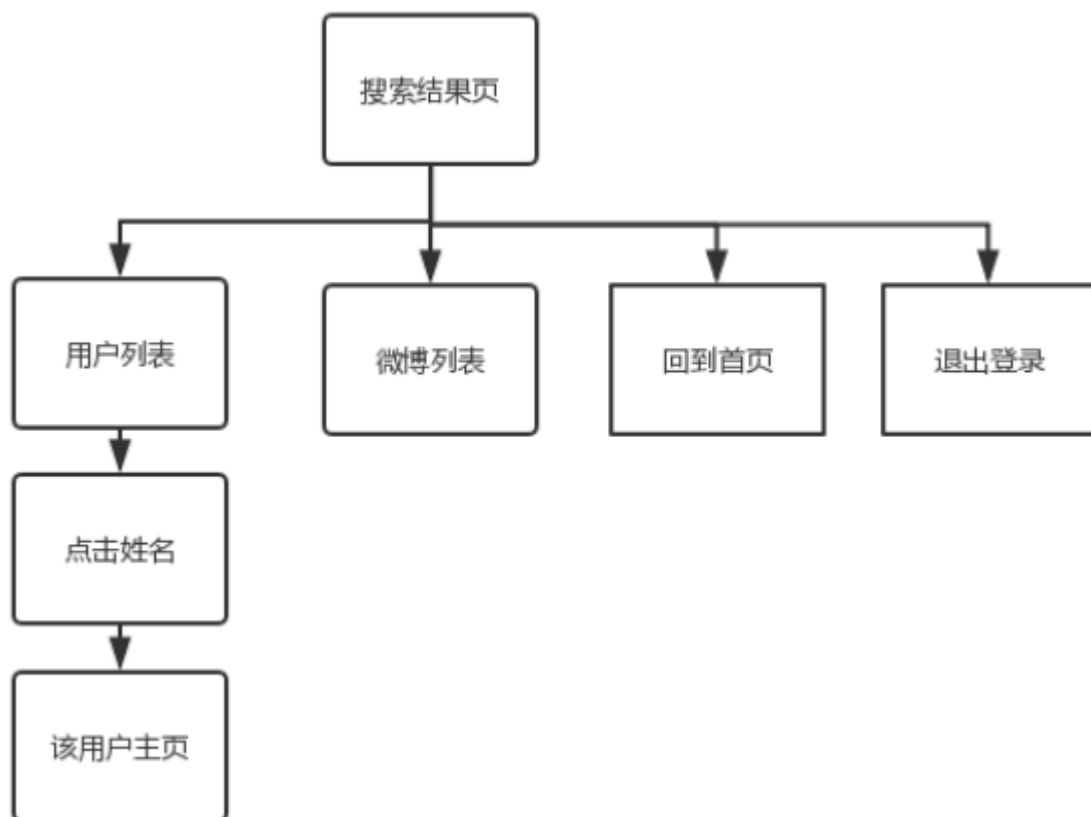 搜索结果页
用户列表
微博列表
回到首页
退出登录
点击姓名
该用户主页